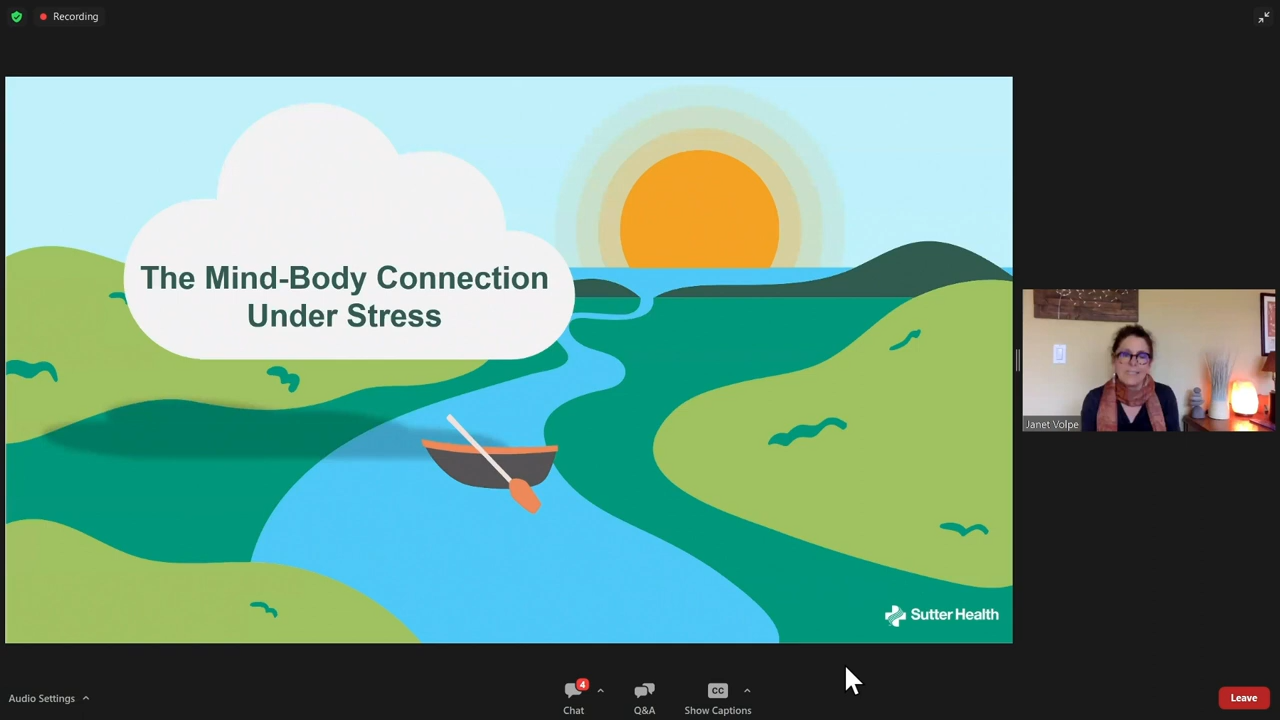 Recording
The Mind-Body Connection
Under Stress
Janet Volpe
Sutter Health
Audio Settings
4
Chat
Q&A
CC
Show Captions
Leave